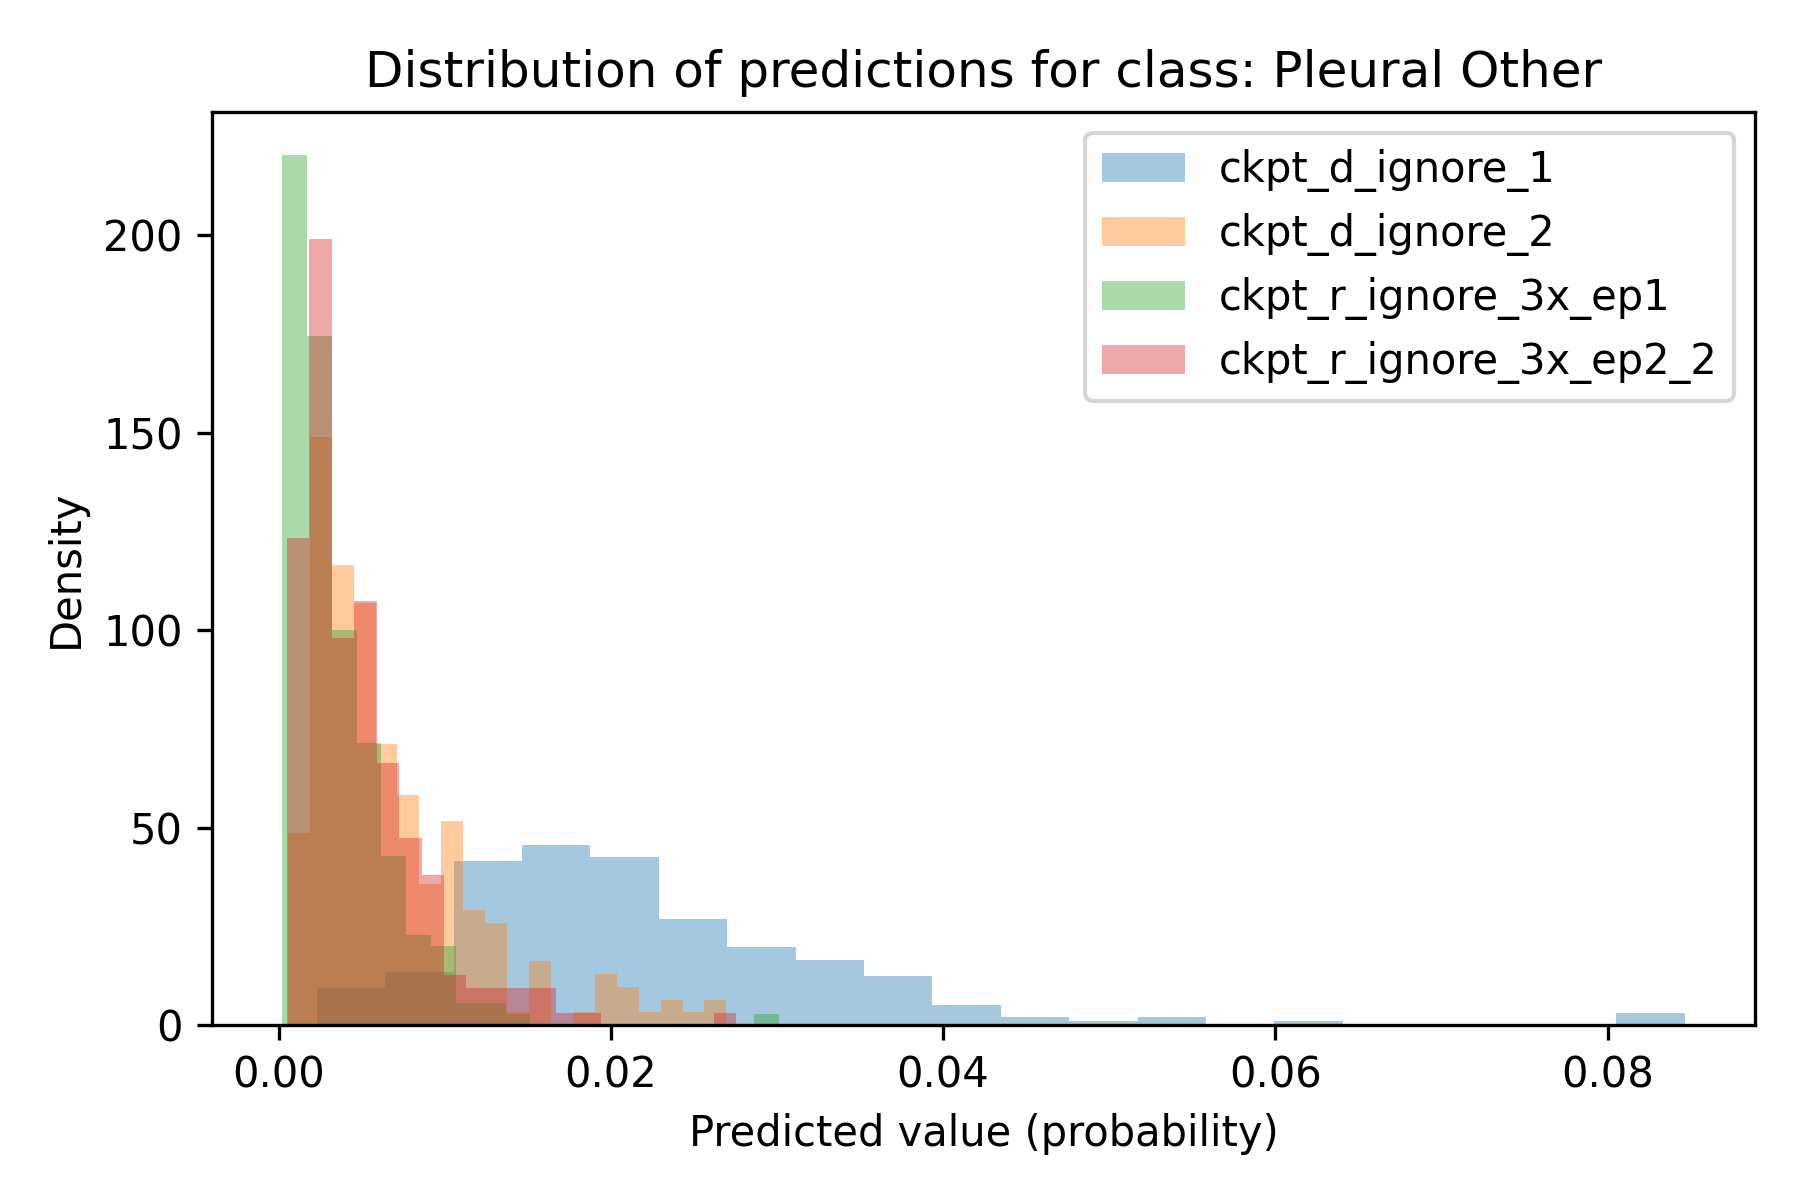 Distribution of predictions for class: Pleural Other
ckpt_d_ignore_1
ckpt_d_ignore_2
ckpt_r_ignore_3x_ep1
ckpt_r_ignore_3x_ep2_2
Density
200
150
100
50
0
0.00 0.02 0.04 0.06 0.08
Predicted value (probability)